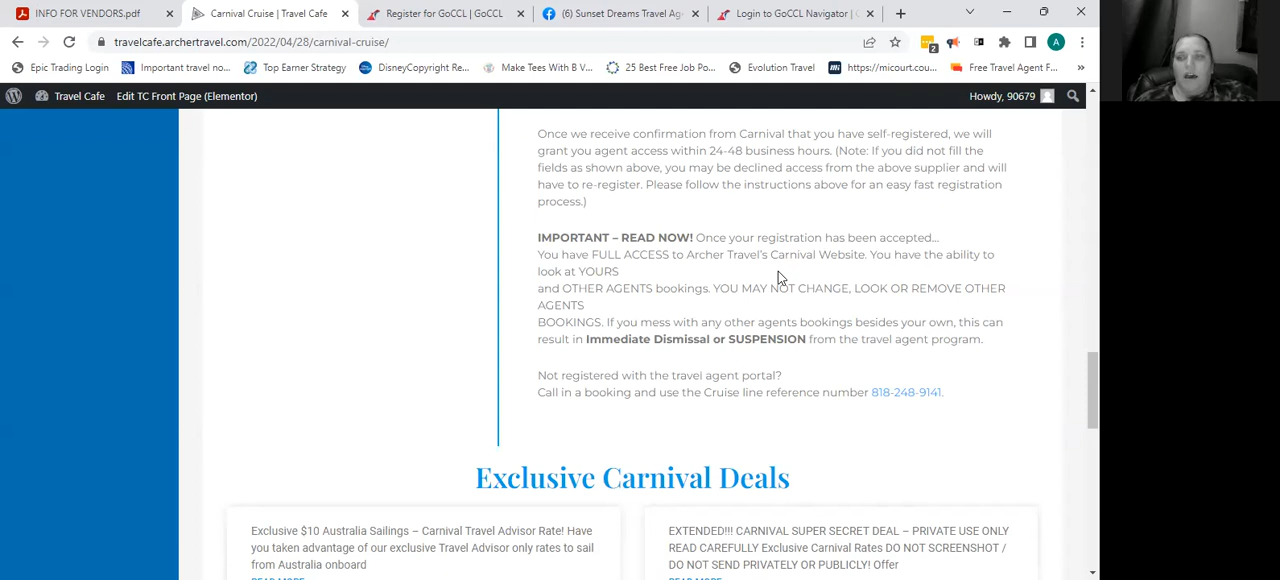 INFO FOR VENDORS.pdf
Carnival Cruise | Travel Cafe
Register for GoCCL | GoCCL
(6) Sunset Dreams Travel Ag
Login to GoCCL Navigator | G
travelcafe.archertravel.com/2022/04/28/carnival-cruise/
2
A
Epic Trading Login
Important travel no...
Top Earner Strategy
DisneyCopyright Re...
Make Tees With B V...
25 Best Free Job Po...
Evolution Travel
https://micourt.cou...
Free Travel Agent F...
»
Travel Cafe
Edit TC Front Page (Elementor)
Howdy, 90679
Once we receive confirmation from Carnival that you have self-registered, we will
grant you agent access within 24-48 business hours. (Note: If you did not fill the
fields as shown above, you may be declined access from the above supplier and will
have to re-register. Please follow the instructions above for an easy fast registration
process.)
IMPORTANT – READ NOW! Once your registration has been accepted…
You have FULL ACCESS to Archer Travel's Carnival Website. You have the ability to
look at YOURS
and OTHER AGENTS bookings. YOU MAY NOT CHANGE, LOOK OR REMOVE OTHER
AGENTS
BOOKINGS. If you mess with any other agents bookings besides your own, this can
result in Immediate Dismissal or SUSPENSION from the travel agent program.
Not registered with the travel agent portal?
Call in a booking and use the Cruise line reference number 818-248-9141.
Exclusive Carnival Deals
Exclusive $10 Australia Sailings – Carnival Travel Advisor Rate! Have
you taken advantage of our exclusive Travel Advisor only rates to sail
from Australia onboard
READ MORE
EXTENDED!!! CARNIVAL SUPER SECRET DEAL – PRIVATE USE ONLY
READ CAREFULLY Exclusive Carnival Rates DO NOT SCREENSHOT /
DO NOT SEND PRIVATELY OR PUBLICLY! Offer
READ MORE